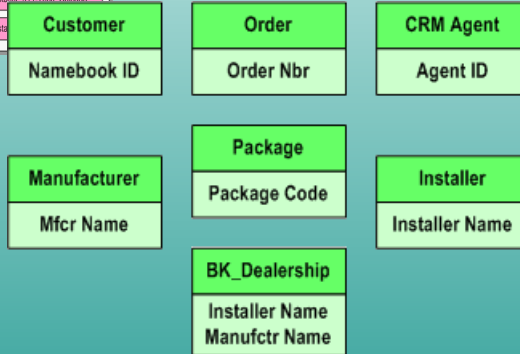 Customer
Namebook ID
Order
Order Nbr
CRM Agent
Agent ID
Package
Package Code
Manufacturer
Mfcr Name
Installer
Installer Name
BK_Dealership
Installer Name
Manufctr Name